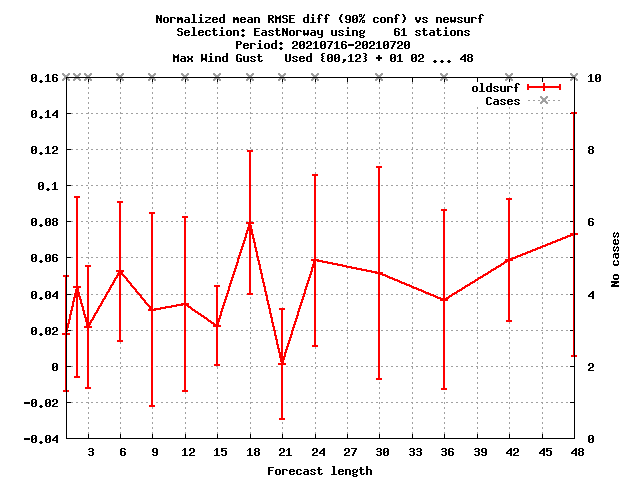 Normalized mean RMSE diff (90% conf) vs newsurf
Selection: EastNorway using    61 stations
Period: 20210716-20210720
Max Wind Gust   Used {00,12} + 01 02 ... 48
oldsurf
Cases
0.16
0.14
0.12
0.1
0.08
0.06
0.04
0.02
0
-0.02
-0.04
10
8
6
4
2
0
No cases
3 6 9 12 15 18 21 24 27 30 33 36 39 42 45 48
Forecast length